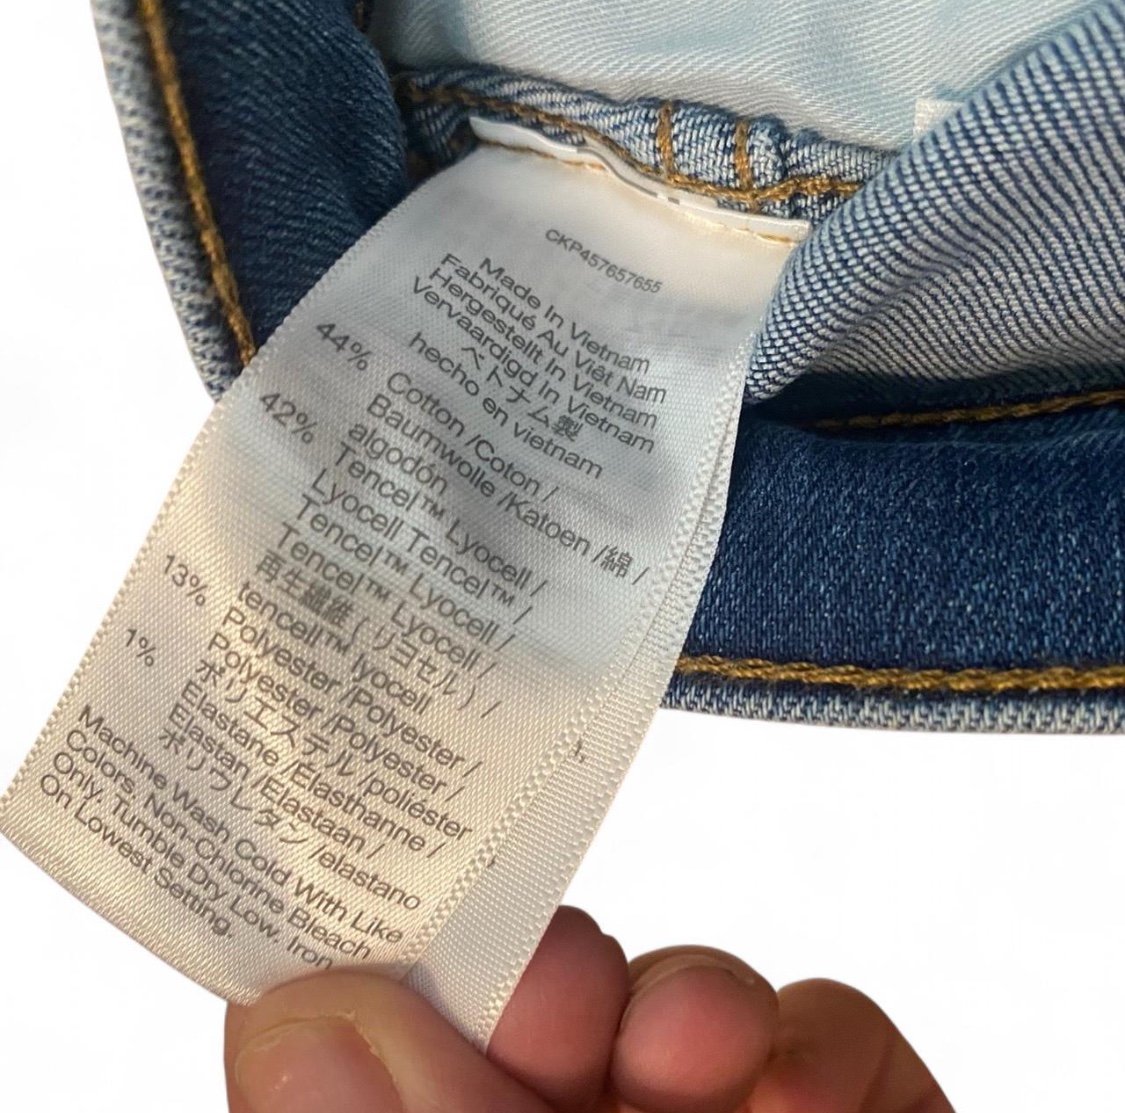 CKP457657655
Made In Vietnam
Fabriqué Au Viêt Nam
Hergestellt In Vietnam
Vervaardigd In Vietnam
ベトナム製
hecho en vietnam
44% Cotton /Coton /
Baumwolle /Katoen /綿 /
algodón
42% Tencel™ Lyocell /
Lyocell Tencel™ /
Tencel™ Lyocell /
Tencel™ Lyocell /
再生繊維 (リヨセル) /
tencell™ lyocell
13% Polyester /Polyester /
Polyester /Polyester /
ポリエステル /poliéster
1% Elastane /Elasthanne /
Elastan /Elastaan /
ポリウレタン /elastano
Machine Wash Cold With Like
Colors. Non-Chlorine Bleach
Only. Tumble Dry Low. Iron
On Lowest Setting.